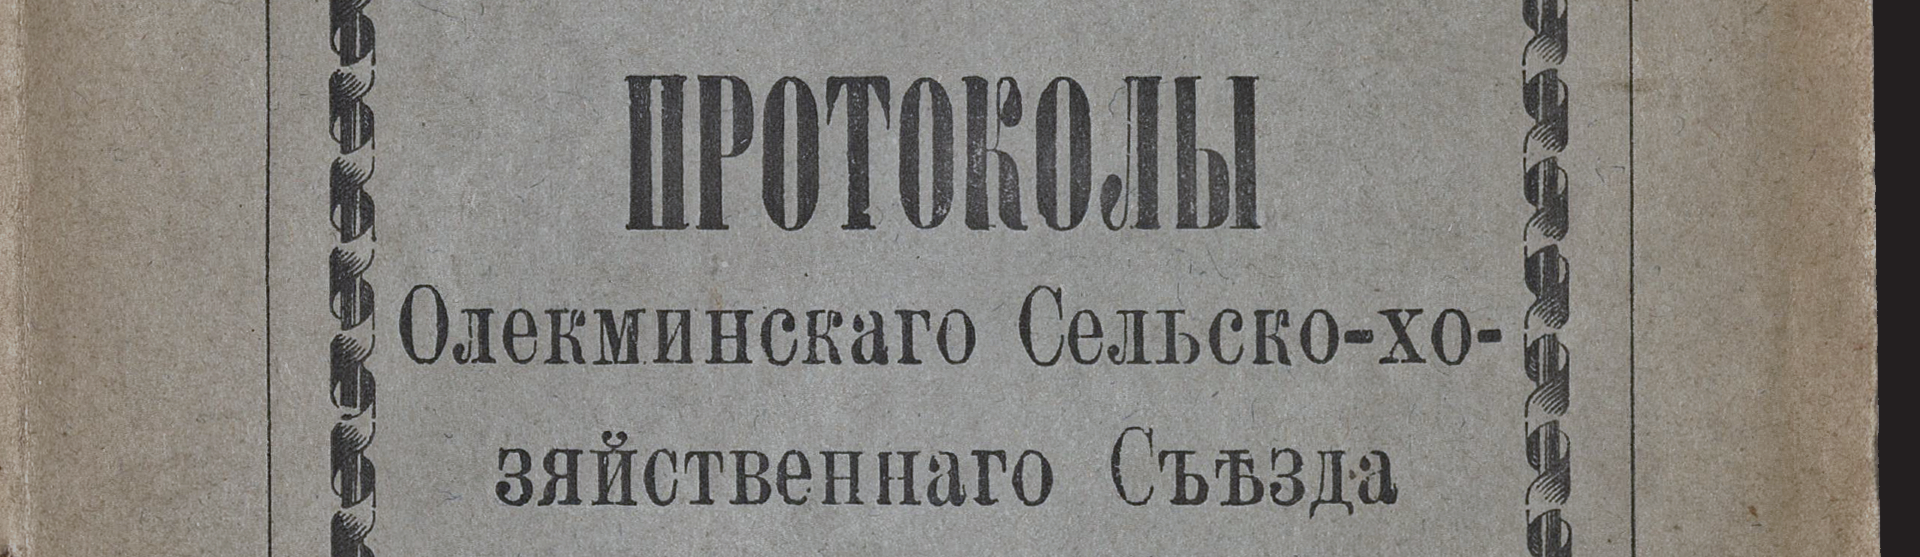 ПРОТОКОЛЫ
Олекминскаго Сельско-хо-
зяйственнаго Съѣзда